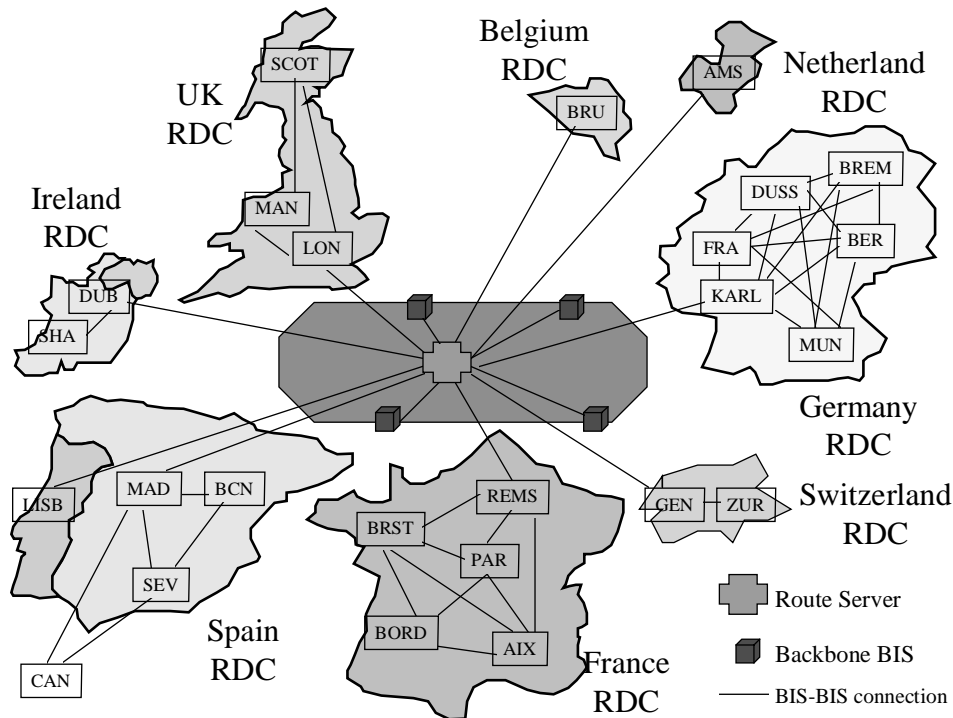 SCOT
UK
RDC
MAN
LON
Belgium
RDC
BRU
AMS
Netherland
RDC
Ireland
RDC
DUB
SHA
BREM
DUSS
FRA
BER
KARL
MUN
Germany
RDC
LISB
MAD
BCN
SEV
CAN
Spain
RDC
REMS
BRST
PAR
BORD
AIX
France
RDC
GEN
ZUR
Switzerland
RDC
Route Server
Backbone BIS
BIS-BIS connection